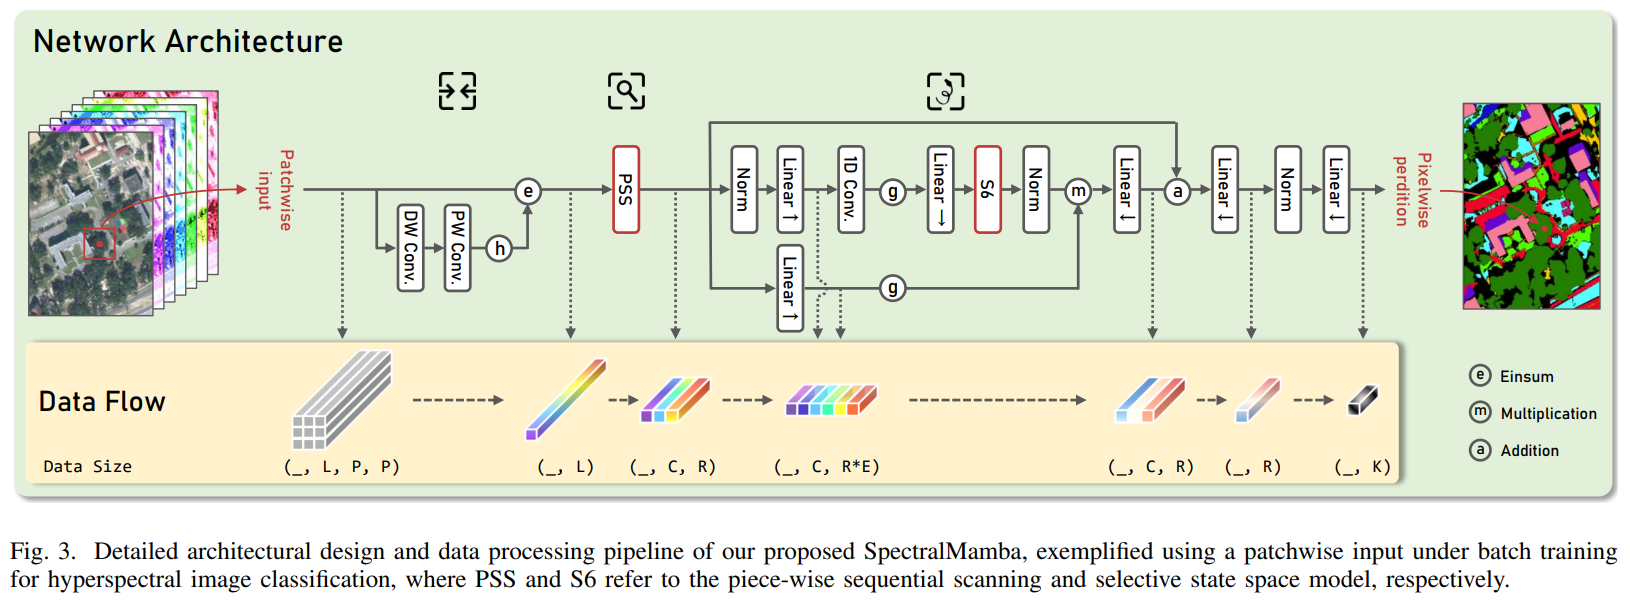 Network Architecture
Patchwise
input
DW Conv.
PW Conv.
h
e
PSS
Norm
Linear ↑
1D Conv.
g
Linear →
S6
Norm
m
Linear ↓
a
Linear ↓
Norm
Linear ↓
Linear ↑
g
Pixelwise
perdition
e Einsum
m Multiplication
a Addition
Data Flow
Data Size
(_, L, P, P)
(_, L)
(_, C, R)
(_, C, R*E)
(_, C, R)
(_, R)
(_, K)
Fig. 3. Detailed architectural design and data processing pipeline of our proposed SpectralMamba, exemplified using a patchwise input under batch training
for hyperspectral image classification, where PSS and S6 refer to the piece-wise sequential scanning and selective state space model, respectively.